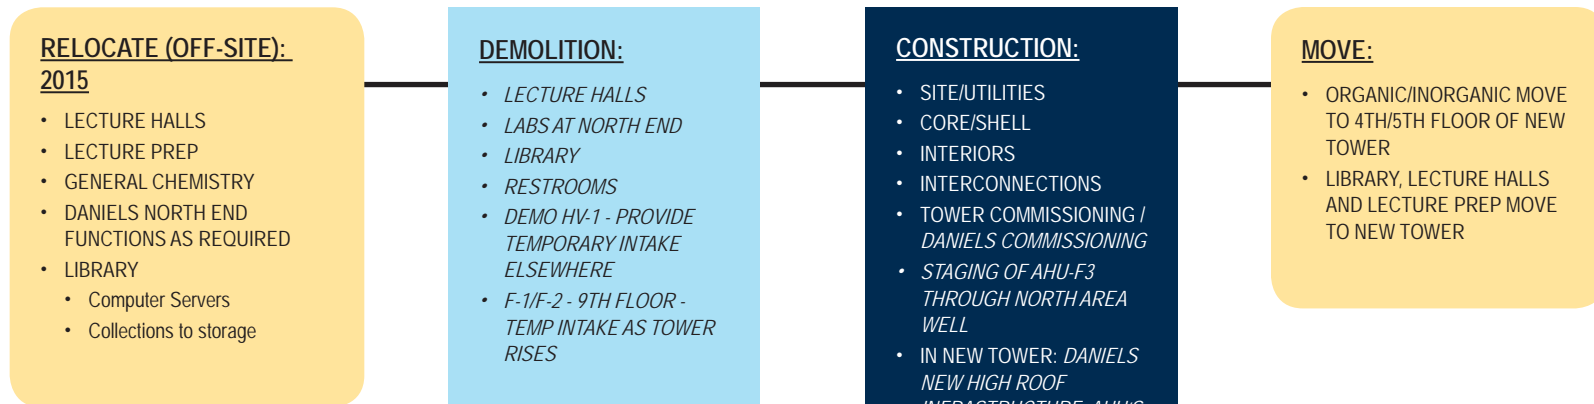 RELOCATE (OFF-SITE):
2015
• LECTURE HALLS
• LECTURE PREP
• GENERAL CHEMISTRY
• DANIELS NORTH END
FUNCTIONS AS REQUIRED
• LIBRARY
• Computer Servers
• Collections to storage
DEMOLITION:
• LECTURE HALLS
• LABS AT NORTH END
• LIBRARY
• RESTROOMS
• DEMO HV-1 - PROVIDE
TEMPORARY INTAKE
ELSEWHERE
• F-1/F-2 - 9TH FLOOR -
TEMP INTAKE AS TOWER
RISES
CONSTRUCTION:
• SITE/UTILITIES
• CORE/SHELL
• INTERIORS
• INTERCONNECTIONS
• TOWER COMMISSIONING /
DANIELS COMMISSIONING
• STAGING OF AHU-F3
THROUGH NORTH AREA
WELL
• IN NEW TOWER: DANIELS
NEW HIGH ROOF
INFRASTRUCTURE: AHU'S
MOVE:
• ORGANIC/INORGANIC MOVE
TO 4TH/5TH FLOOR OF NEW
TOWER
• LIBRARY, LECTURE HALLS
AND LECTURE PREP MOVE
TO NEW TOWER